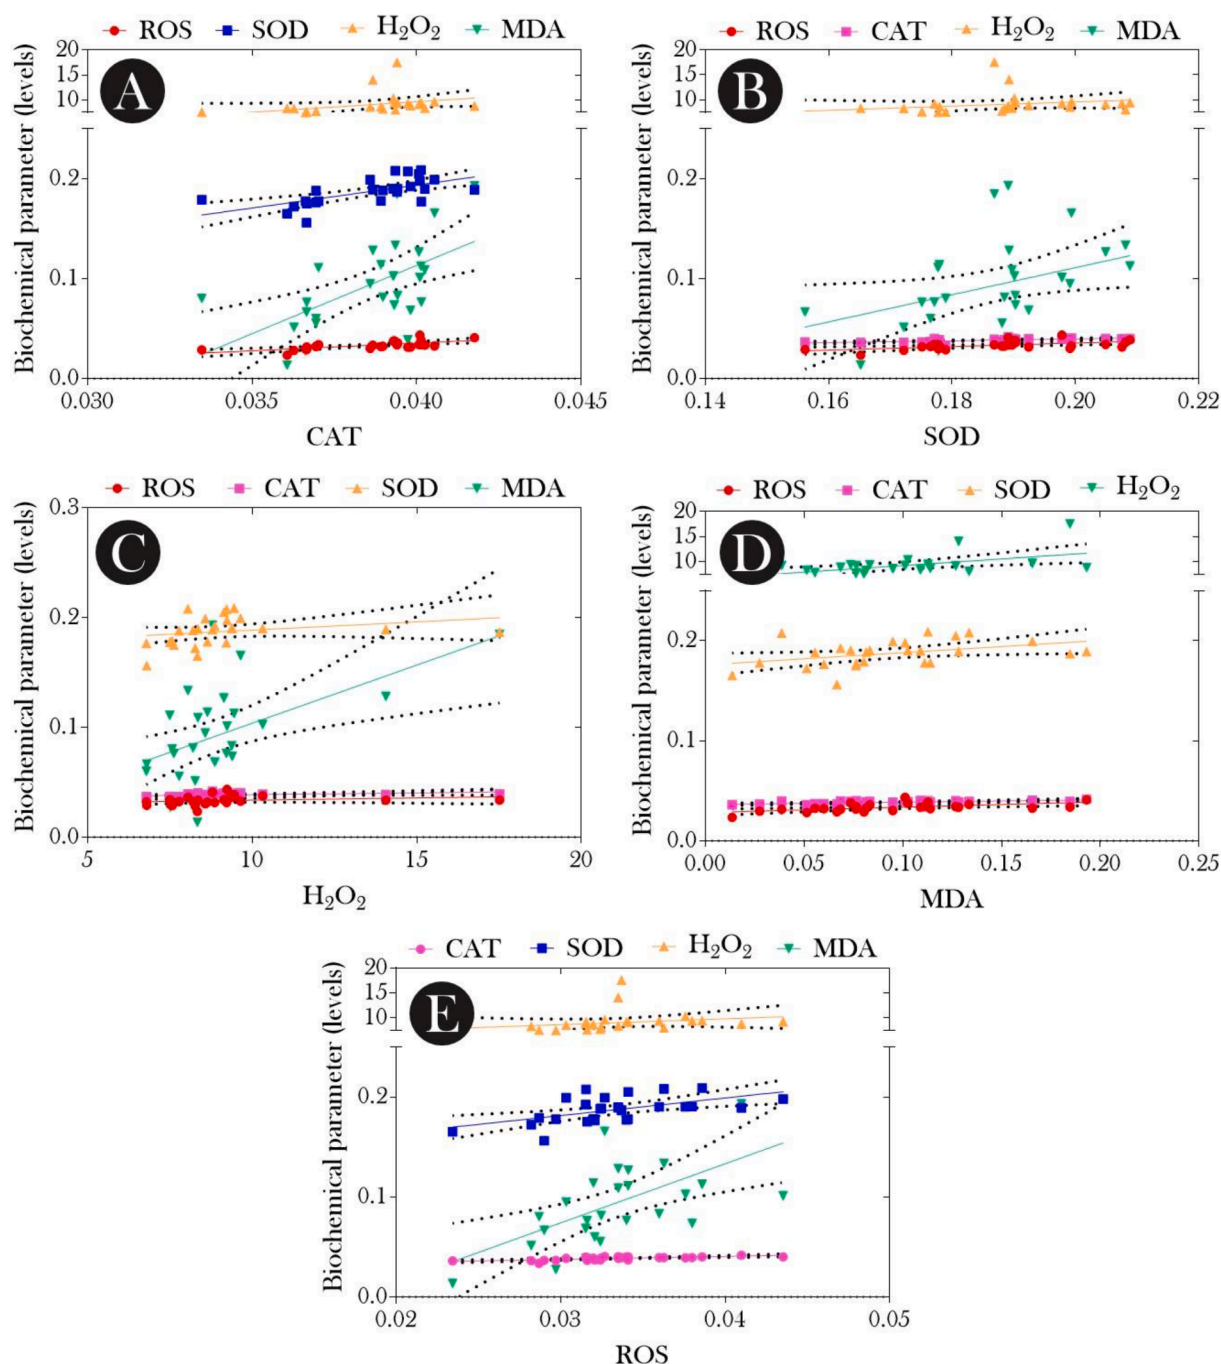 ROS SOD H₂O₂ MDA
A
Biochemical parameter (levels)
20
15
10
0.2
0.1
0.0
0.030 0.035 0.040 0.045
CAT
ROS CAT H₂O₂ MDA
B
Biochemical parameter (levels)
20
15
10
0.2
0.1
0.0
0.14 0.16 0.18 0.20 0.22
SOD
ROS CAT SOD MDA
C
Biochemical parameter (levels)
0.3
0.2
0.1
0.0
5 10 15 20
H₂O₂
ROS CAT SOD H₂O₂
D
Biochemical parameter (levels)
20
15
10
0.2
0.1
0.0
0.00 0.05 0.10 0.15 0.20 0.25
MDA
CAT SOD H₂O₂ MDA
E
Biochemical parameter (levels)
20
15
10
0.2
0.1
0.0
0.02 0.03 0.04 0.05
ROS